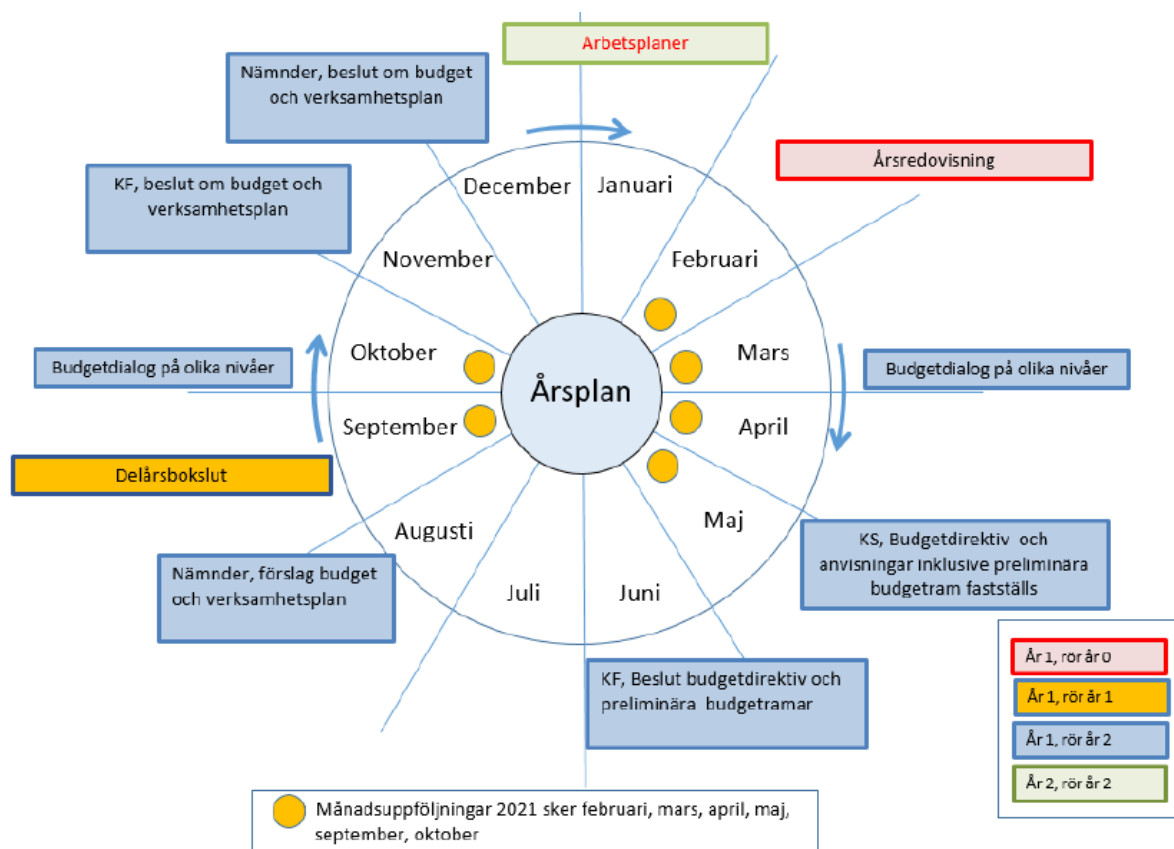 Arbetsplaner
Nämnder, beslut om budget
och verksamhetsplan
Årsredovisning
KF, beslut om budget och
verksamhetsplan
December
Januari
November
Februari
Oktober
Mars
Budgetdialog på olika nivåer
Budgetdialog på olika nivåer
Årsplan
September
April
Delårsbokslut
Augusti
Maj
KS, Budgetdirektiv och
anvisningar inklusive preliminära
budgetram fastställs
Nämnder, förslag budget
och verksamhetsplan
Juli
Juni
KF, Beslut budgetdirektiv och
preliminära budgetramar
År 1, rör år 0
År 1, rör år 1
År 1, rör år 2
År 2, rör år 2
Månadsuppföljningar 2021 sker februari, mars, april, maj,
september, oktober